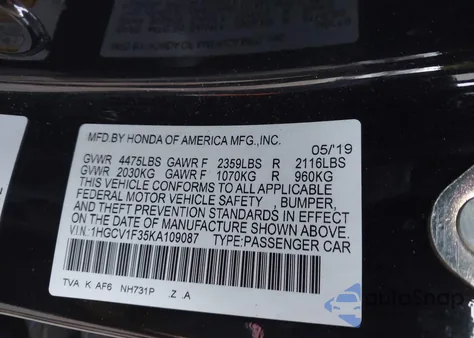 MFD.BY HONDA OF AMERICA MFG.,INC. 05/'19
GVWR 4475LBS GAWR F 2359LBS R 2116LBS
GVWR 2030KG GAWR F 1070KG R 960KG
THIS VEHICLE CONFORMS TO ALL APPLICABLE
FEDERAL MOTOR VEHICLE SAFETY , BUMPER,
AND THEFT PREVENTION STANDARDS IN EFFECT
ON THE DATE OF MANUFACTURE SHOWN ABOVE.
VIN:1HGCV1F35KA109087 TYPE:PASSENGER CAR
TVA K AF6 NH731P .Z .A
autoSnap